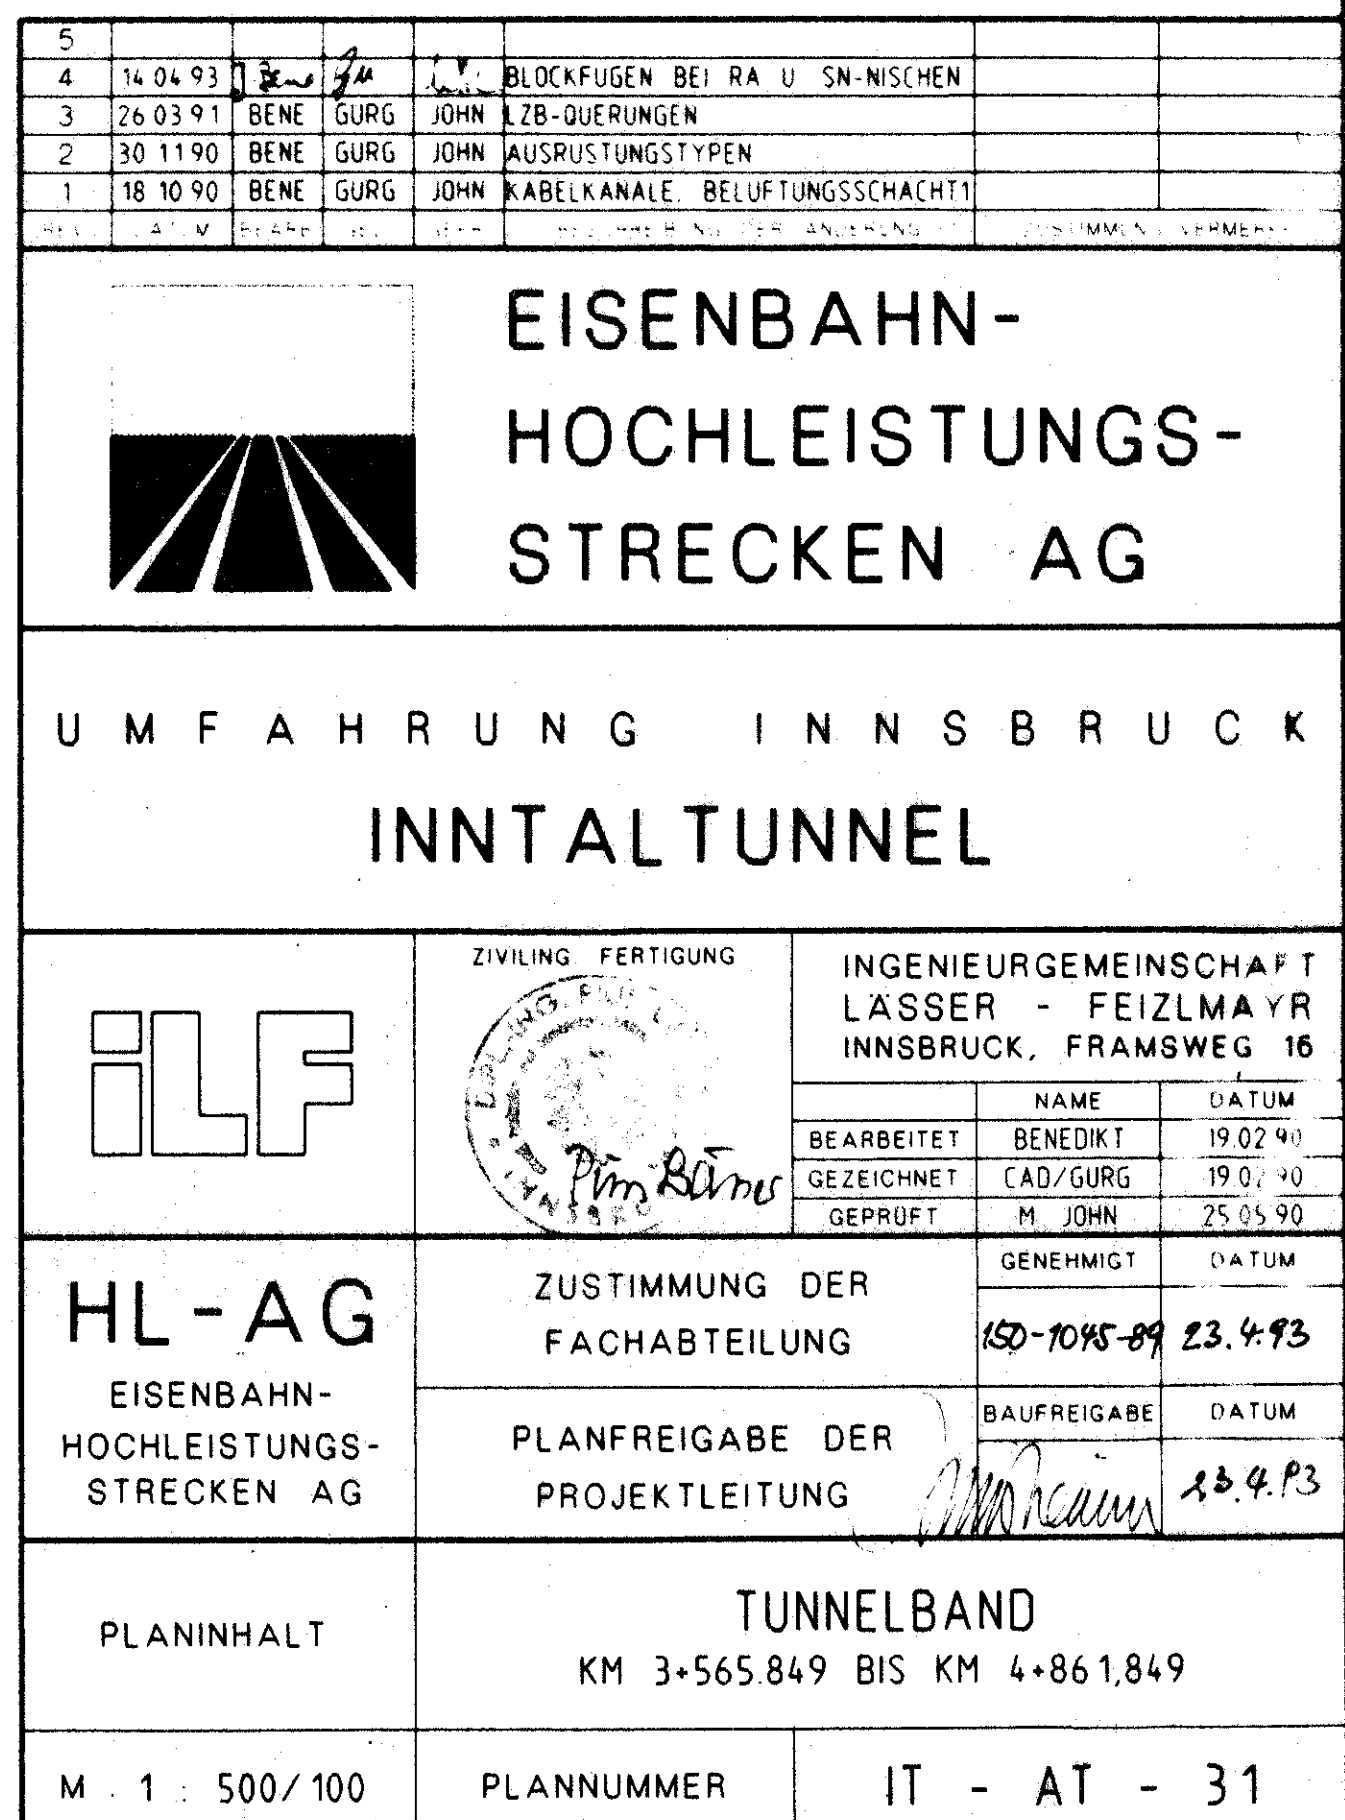 5
4 14 04 93 Bene BLOCKFUGEN BEI RA U SN-NISCHEN
3 26 03 91 BENE GURG JOHN LZB-QUERUNGEN
2 30 11 90 BENE GURG JOHN AUSRUSTUNGSTYPEN
1 18 10 90 BENE GURG JOHN KABELKANALE. BELUFTUNGSSCHACHT1
EISENBAHN-
HOCHLEISTUNGS-
STRECKEN AG
UMFAHRUNG INNSBRUCK
INNTALTUNNEL
iLF
ZIVILING. FERTIGUNG
INGENIEURGEMEINSCHAFT
LÄSSER - FEIZLMAYR
INNSBRUCK, FRAMSWEG 16
NAME DATUM
BEARBEITET BENEDIKT 19.02 90
GEZEICHNET CAD/GURG 19.02 90
GEPRÜFT M. JOHN 25 05 90
HL-AG
EISENBAHN-
HOCHLEISTUNGS-
STRECKEN AG
ZUSTIMMUNG DER
FACHABTEILUNG
GENEHMIGT DATUM
150-1045-89 23.4.93
PLANFREIGABE DER
PROJEKTLEITUNG
BAUFREIGABE DATUM
23.4.93
PLANINHALT
TUNNELBAND
KM 3+565.849 BIS KM 4+861,849
M . 1 : 500/100
PLANNUMMER
IT - AT - 31